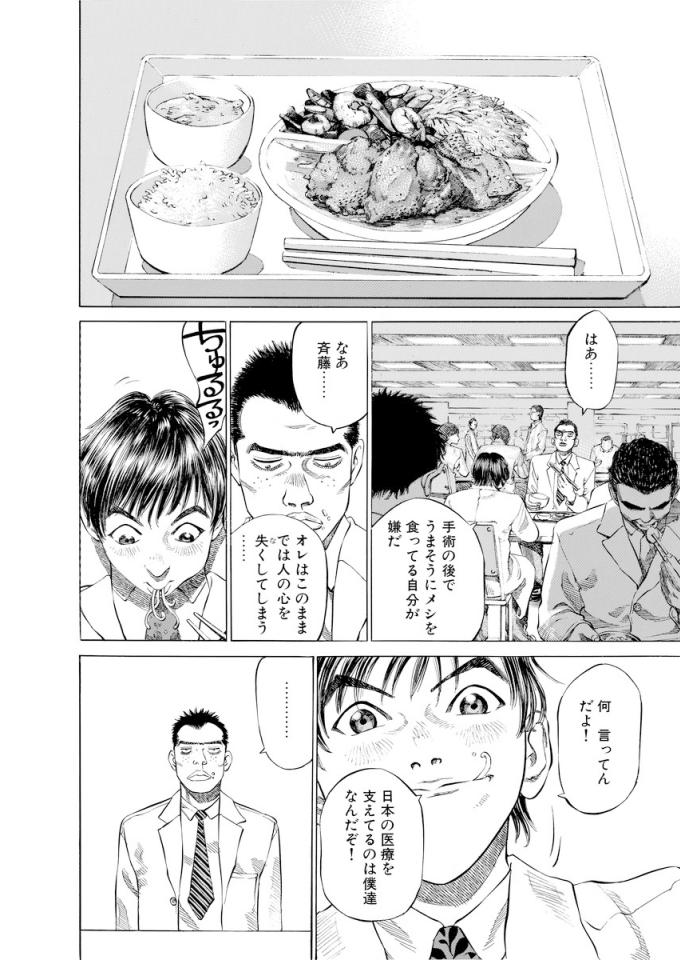 はあ……
手術の後で
うまそうにメシを
食ってる自分が
嫌だ
なあ
斉藤……
オレはこのまま
では人の心を
失くしてしまう
な
……
ちゅるるっ
何 言ってん
だよ！
日本の医療を
支えてるのは僕達
なんだぞ！
………